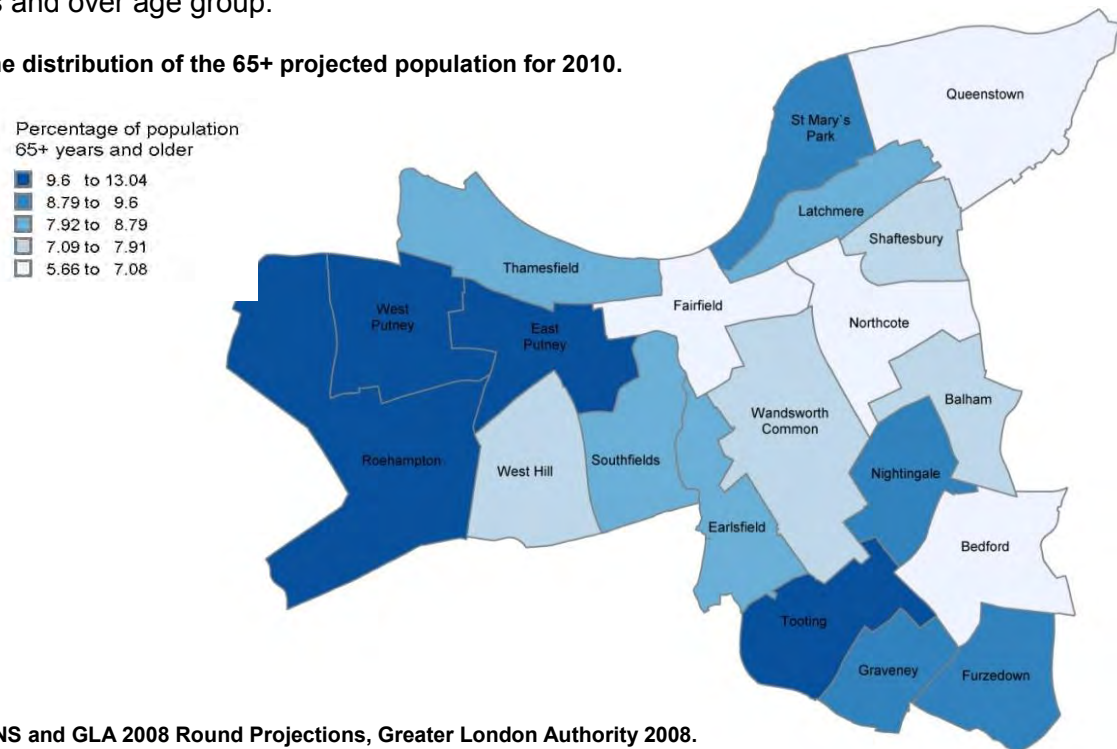 and over age group.
distribution of the 65+ projected population for 2010.
Percentage of population
65+ years and older
9.6 to 13.04
8.79 to 9.6
7.92 to 8.79
7.09 to 7.91
5.66 to 7.08
Queenstown
St Mary`s
Park
Latchmere
Shaftesbury
Thamesfield
Fairfield
Northcote
West
Putney
East
Putney
Balham
Wandsworth
Common
Roehampton
West Hill
Southfields
Nightingale
Earlsfield
Bedford
Tooting
Graveney
Furzedown
and GLA 2008 Round Projections, Greater London Authority 2008.